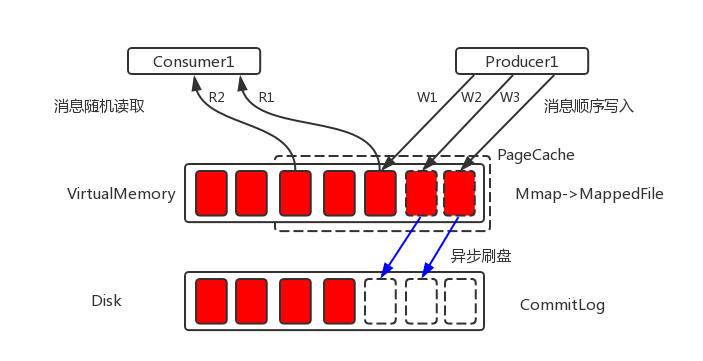 Consumer1
Producer1
R2
R1
W1
W2
W3
消息随机读取
消息顺序写入
PageCache
VirtualMemory
Mmap->MappedFile
异步刷盘
Disk
CommitLog